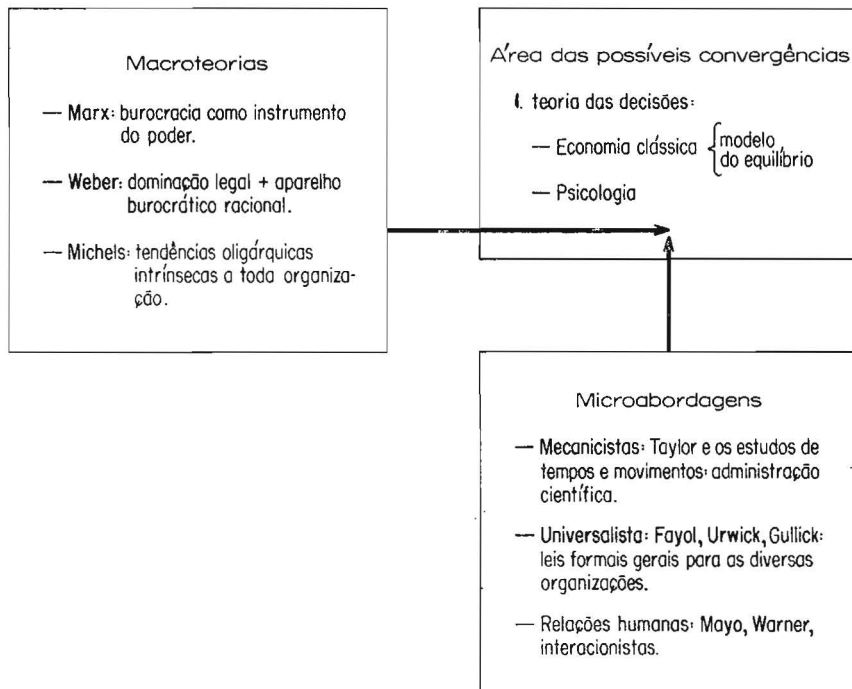 Macroteorias
— Marx: burocracia como instrumento
do poder.
— Weber: dominação legal + aparelho
burocrático racional.
— Michels: tendências oligárquicas
intrínsecas a toda organiza-
ção.
Área das possíveis convergências
1. teoria das decisões:
— Economia clássica { modelo
do equilíbrio
— Psicologia
Microabordagens
— Mecanicistas: Taylor e os estudos de
tempos e movimentos: administração
científica.
— Universalista: Fayol, Urwick, Gullick:
leis formais gerais para as diversas
organizações.
— Relações humanas: Mayo, Warner,
interacionistas.